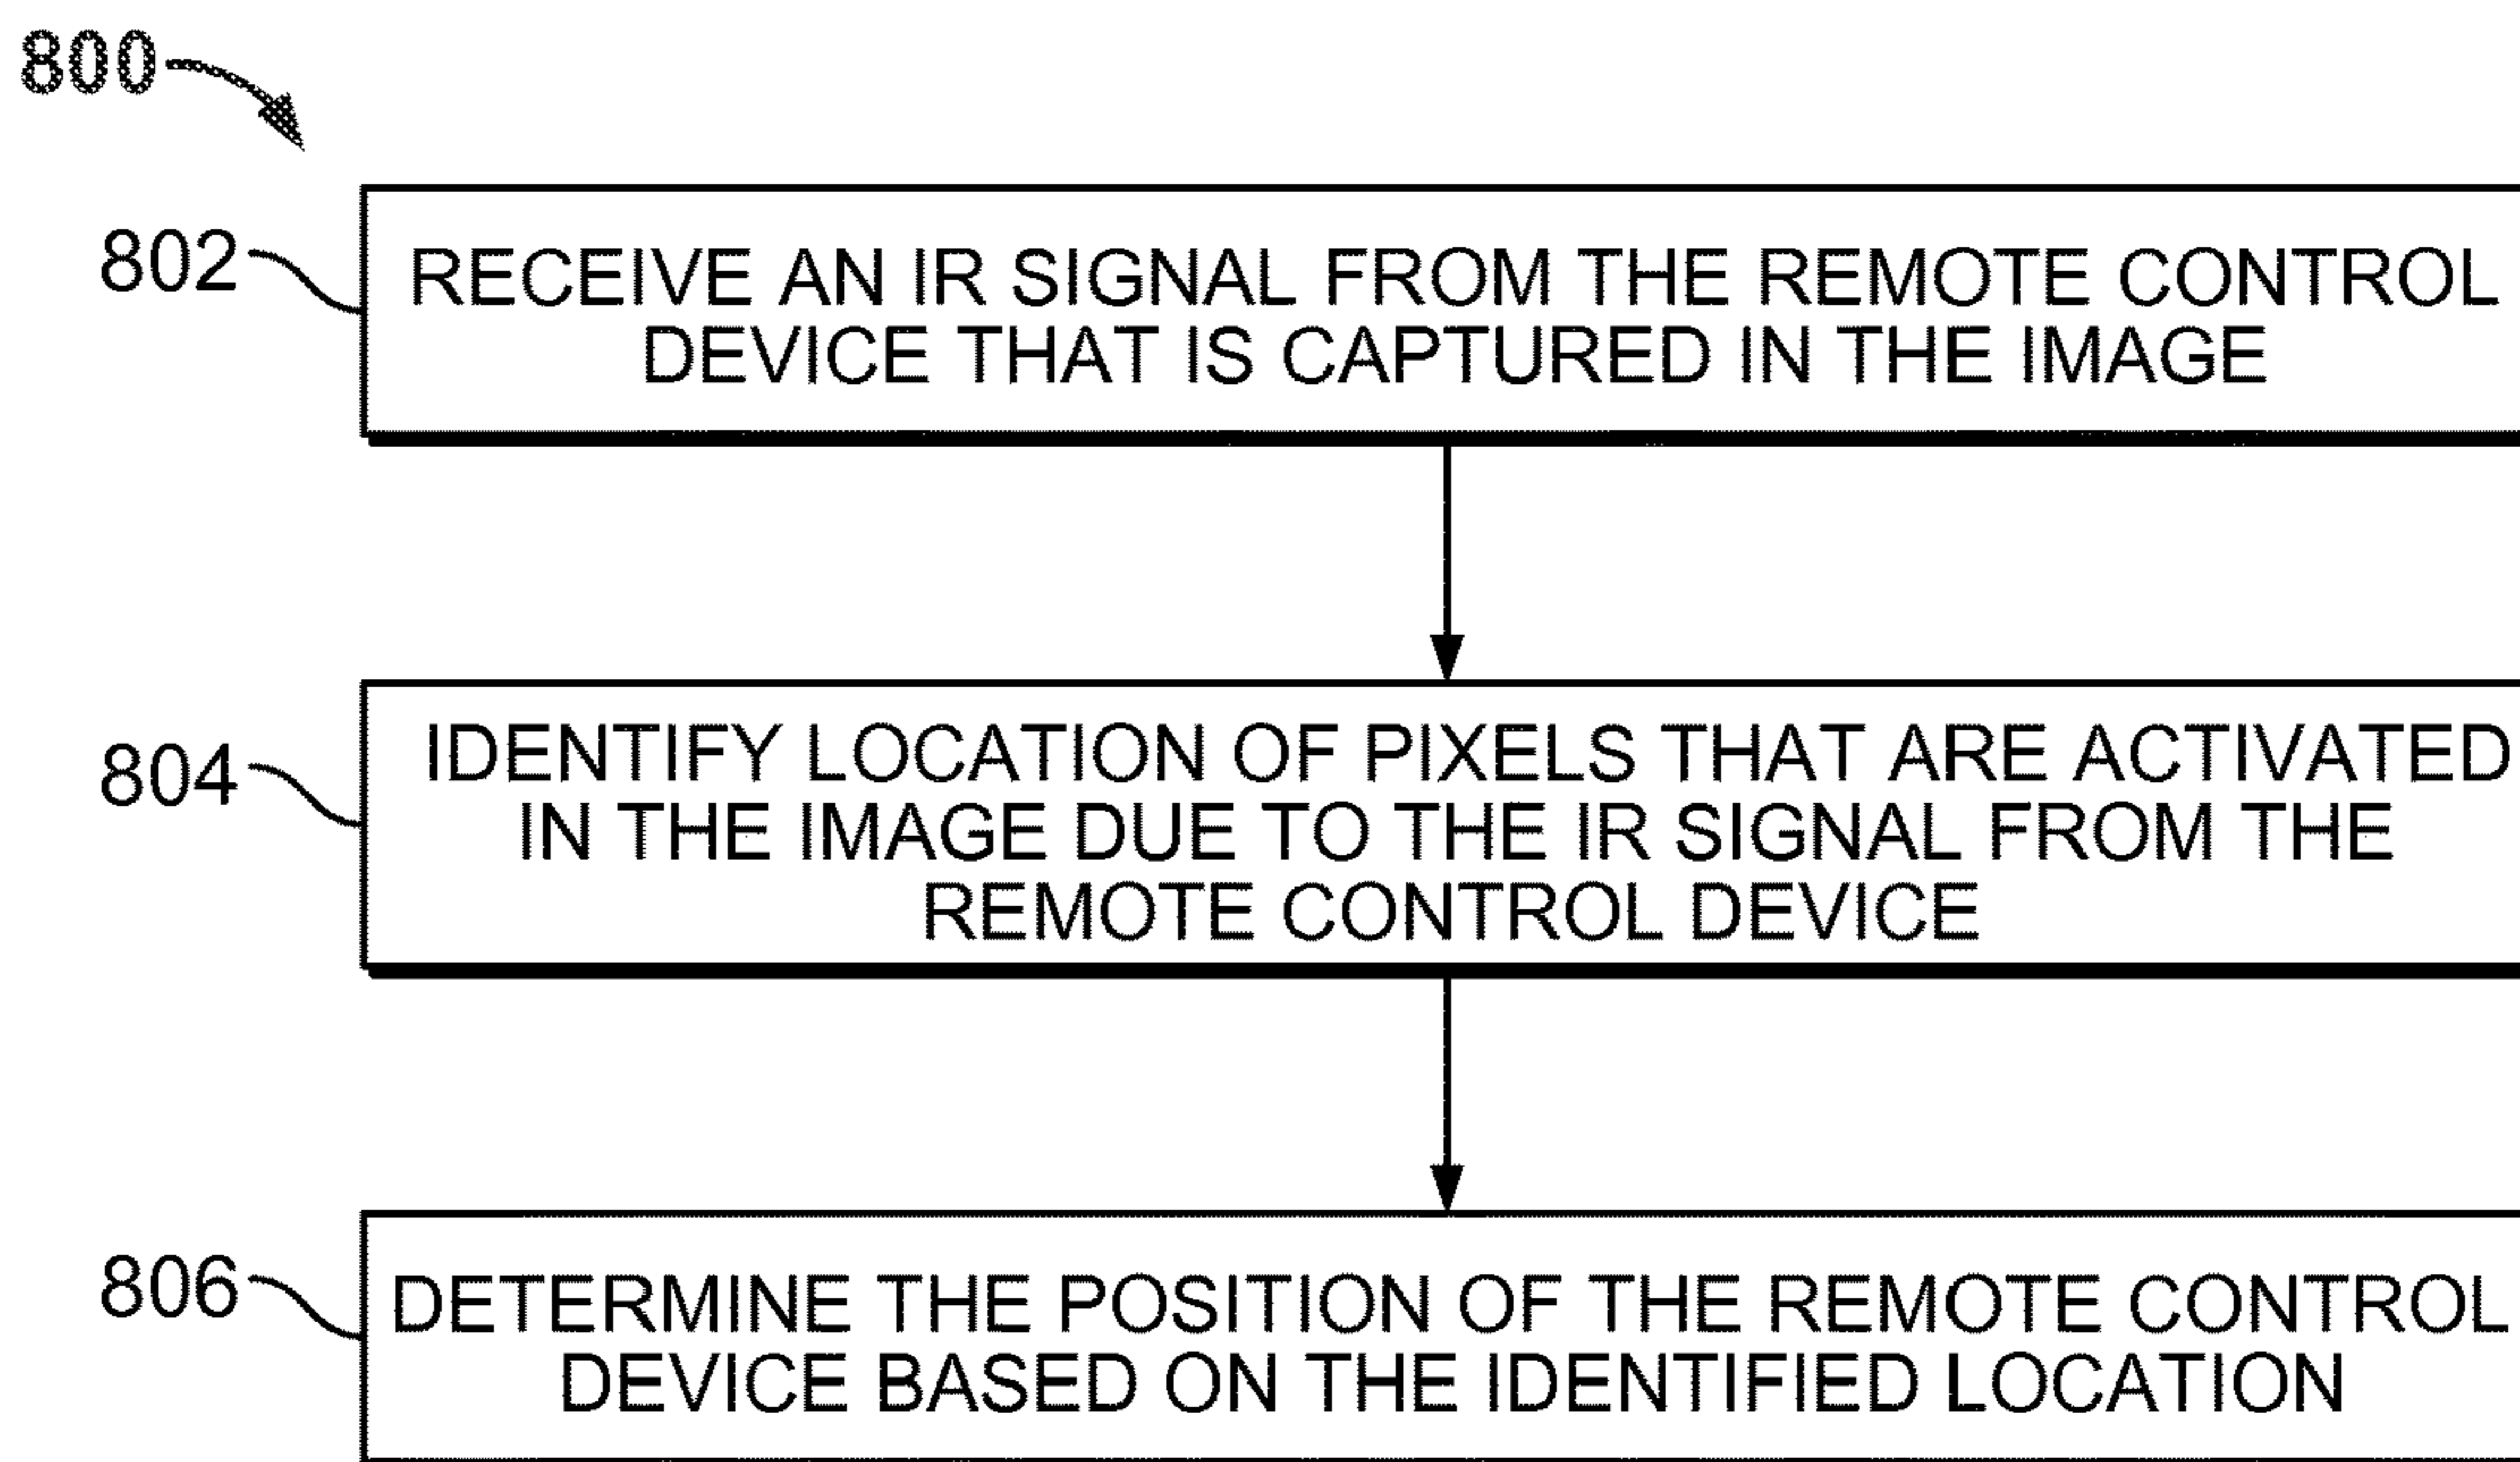 800
802
RECEIVE AN IR SIGNAL FROM THE REMOTE CONTROL
DEVICE THAT IS CAPTURED IN THE IMAGE
804
IDENTIFY LOCATION OF PIXELS THAT ARE ACTIVATED
IN THE IMAGE DUE TO THE IR SIGNAL FROM THE
REMOTE CONTROL DEVICE
806
DETERMINE THE POSITION OF THE REMOTE CONTROL
DEVICE BASED ON THE IDENTIFIED LOCATION